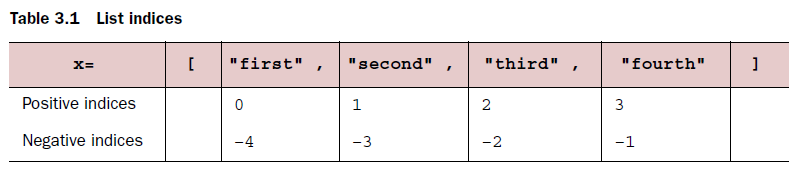 Table 3.1 List indices
x= [ "first" , "second" , "third" , "fourth" ]
Positive indices 0 1 2 3
Negative indices –4 –3 –2 –1